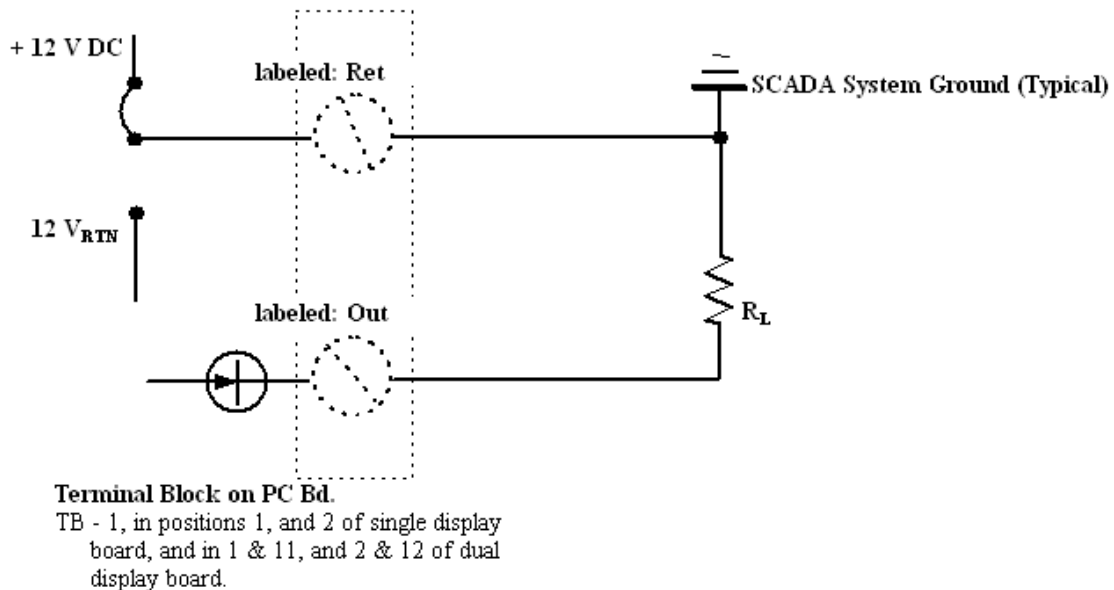 + 12 V DC
labeled: Ret
SCADA System Ground (Typical)
12 V RTN
labeled: Out
RL
Terminal Block on PC Bd.
TB - 1, in positions 1, and 2 of single display
board, and in 1 & 11, and 2 & 12 of dual
display board.